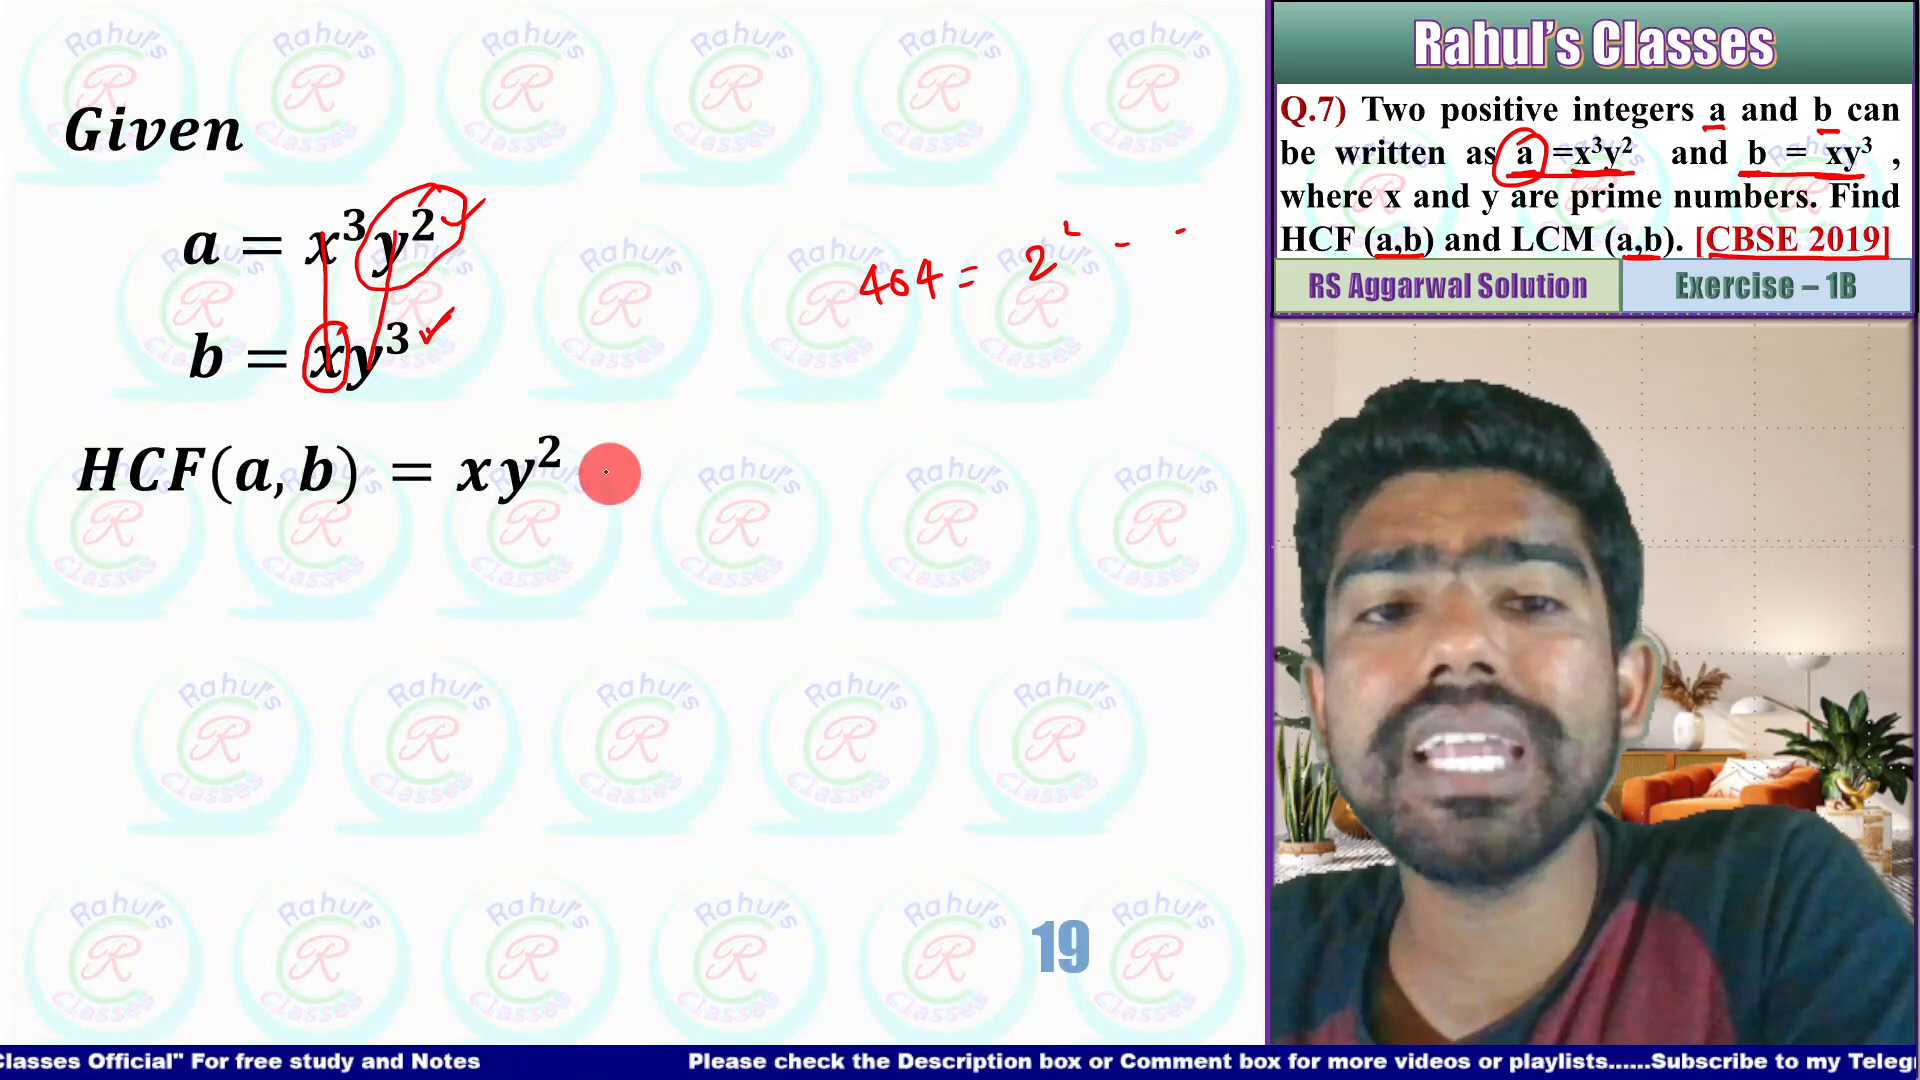 Given
a = x³y²
b = xy³
404 = 2² - -
HCF(a,b) = xy²
19
Rahul's Classes
Q.7) Two positive integers a and b can
be written as a =x³y² and b = xy³ ,
where x and y are prime numbers. Find
HCF (a,b) and LCM (a,b). [CBSE 2019]
RS Aggarwal Solution
Exercise – 1B
Classes Official" For free study and Notes
Please check the Description box or Comment box for more videos or playlists......Subscribe to my Teleg